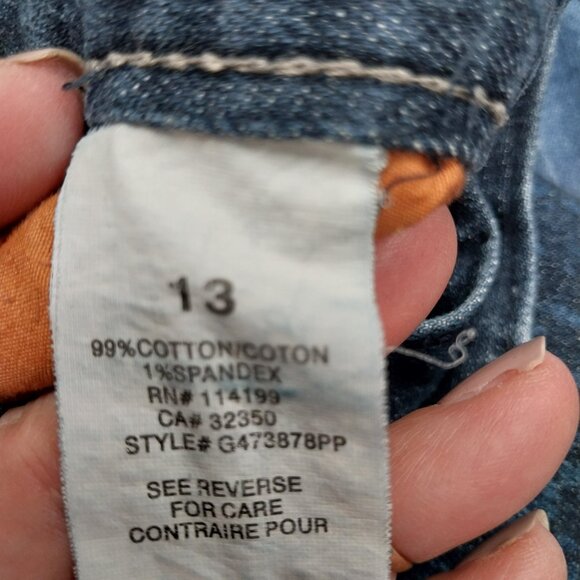 13
99%COTTON/COTON
1%SPANDEX
RN# 114199
CA# 32350
STYLE# G473878PP
SEE REVERSE
FOR CARE
CONTRAIRE POUR